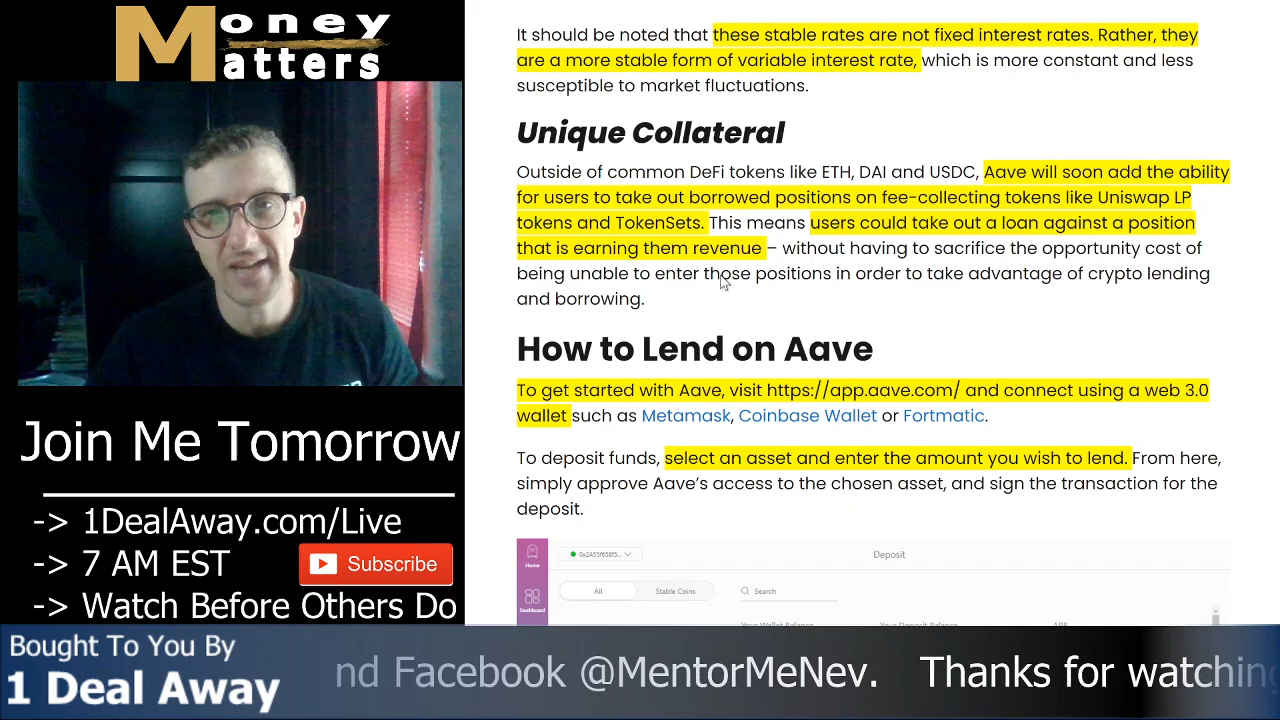 Money
Matters
Join Me Tomorrow
-> 1DealAway.com/Live
-> 7 AM EST
Subscribe
-> Watch Before Others Do
It should be noted that these stable rates are not fixed interest rates. Rather, they
are a more stable form of variable interest rate, which is more constant and less
susceptible to market fluctuations.
Unique Collateral
Outside of common DeFi tokens like ETH, DAI and USDC, Aave will soon add the ability
for users to take out borrowed positions on fee-collecting tokens like Uniswap LP
tokens and TokenSets. This means users could take out a loan against a position
that is earning them revenue – without having to sacrifice the opportunity cost of
being unable to enter those positions in order to take advantage of crypto lending
and borrowing.
How to Lend on Aave
To get started with Aave, visit https://app.aave.com/ and connect using a web 3.0
wallet such as Metamask, Coinbase Wallet or Fortmatic.
To deposit funds, select an asset and enter the amount you wish to lend. From here,
simply approve Aave's access to the chosen asset, and sign the transaction for the
deposit.
Home
Deposit
All Stable Coins Search
Dashboard
Your Wallet Balance Your Deposit Balance APR
Bought To You By
1 Deal Away
nd Facebook @MentorMeNev. Thanks for watching